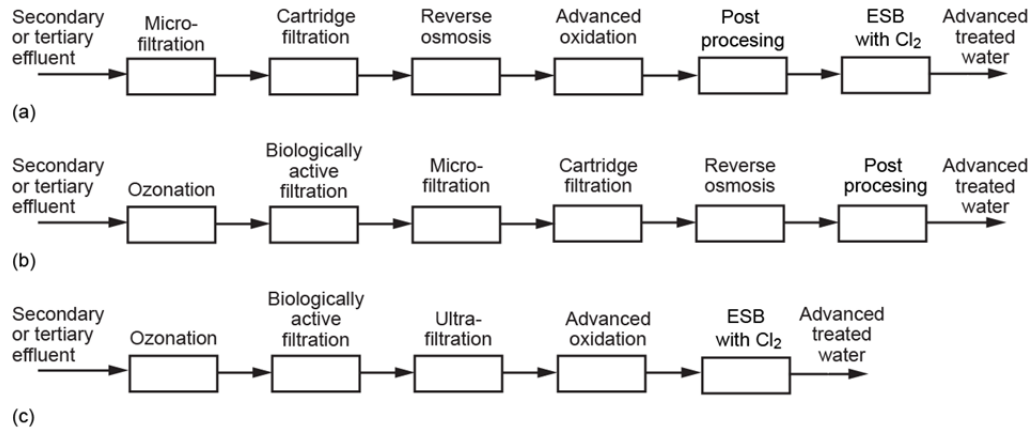 Secondary
or tertiary
effluent
Micro-
filtration
Cartridge
filtration
Reverse
osmosis
Advanced
oxidation
Post
procesing
ESB
with Cl₂
Advanced
treated
water
(a)
Secondary
or tertiary
effluent
Ozonation
Biologically
active
filtration
Micro-
filtration
Cartridge
filtration
Reverse
osmosis
Post
procesing
Advanced
treated
water
(b)
Secondary
or tertiary
effluent
Ozonation
Biologically
active
filtration
Ultra-
filtration
Advanced
oxidation
ESB
with Cl₂
Advanced
treated
water
(c)